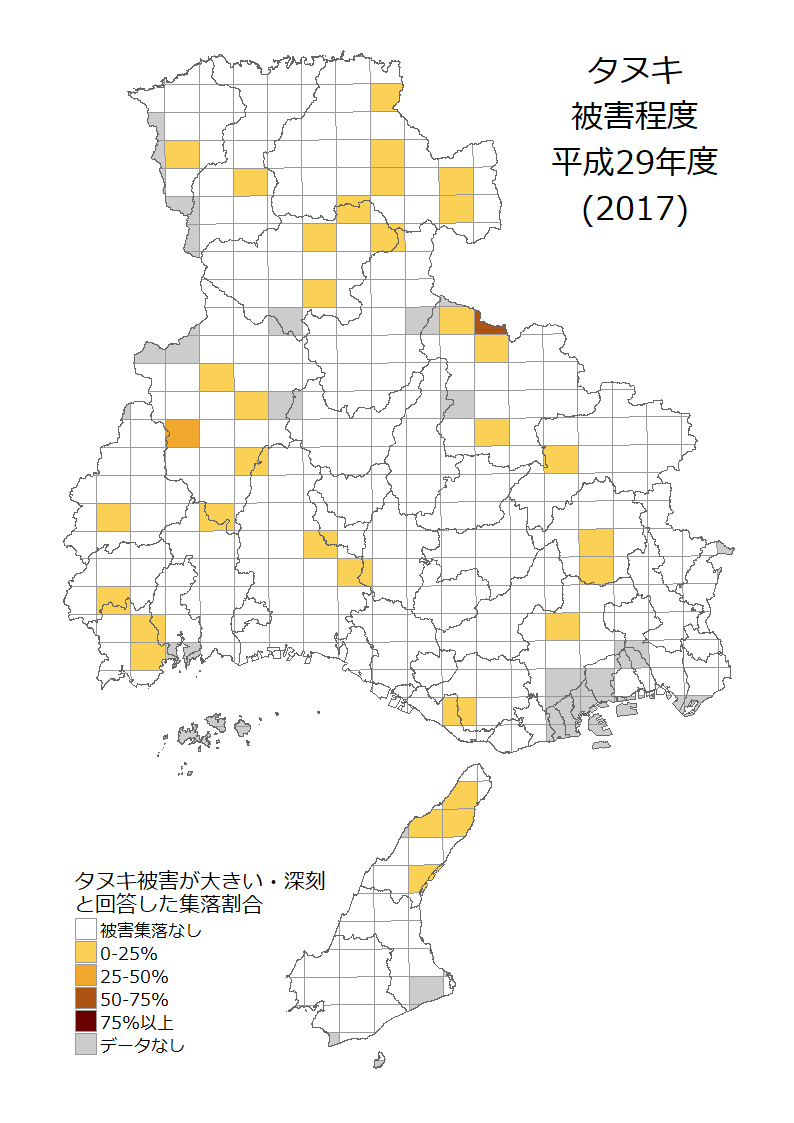 タヌキ
被害程度
平成29年度
(2017)
タヌキ被害が大きい・深刻
と回答した集落割合
被害集落なし
0-25%
25-50%
50-75%
75%以上
データなし